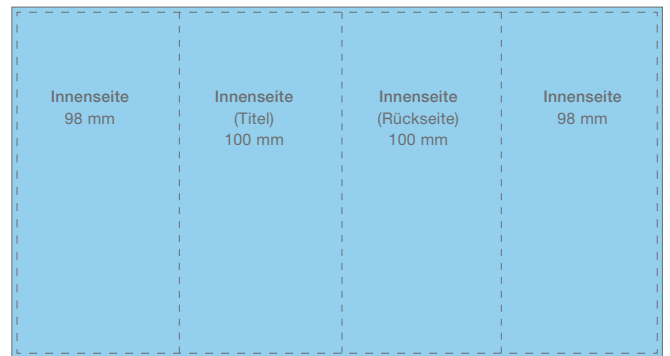 Innenseite
98 mm
Innenseite
(Titel)
100 mm
Innenseite
(Rückseite)
100 mm
Innenseite
98 mm